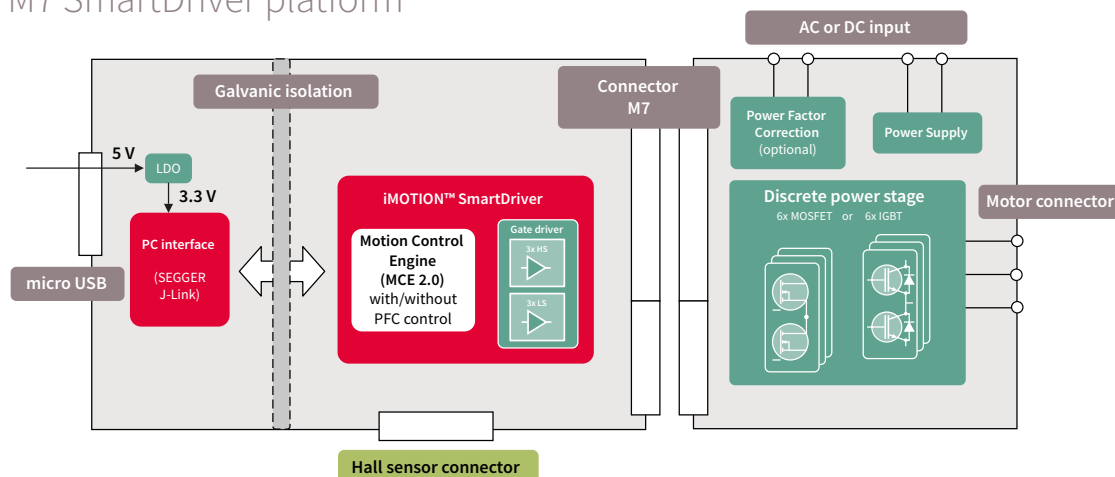 M7 SmartDriver platform
AC or DC input
Galvanic isolation
Connector
M7
Power Factor
Correction
(optional)
Power Supply
5 V
LDO
3.3 V
PC interface
(SEGGER
J-Link)
micro USB
iMOTION™ SmartDriver
Motion Control
Engine
(MCE 2.0)
with/without
PFC control
Gate driver
3x HS
3x LS
Discrete power stage
6x MOSFET or 6x IGBT
Motor connector
Hall sensor connector